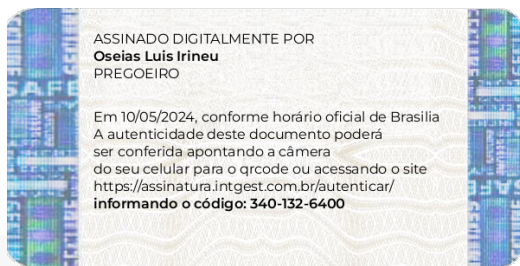 ASSINADO DIGITALMENTE POR
Oseias Luis Irineu
PREGOEIRO
Em 10/05/2024, conforme horário oficial de Brasilia
A autenticidade deste documento poderá
ser conferida apontando a câmera
do seu celular para o qrcode ou acessando o site
https://assinatura.intgest.com.br/autenticar/
informando o código: 340-132-6400